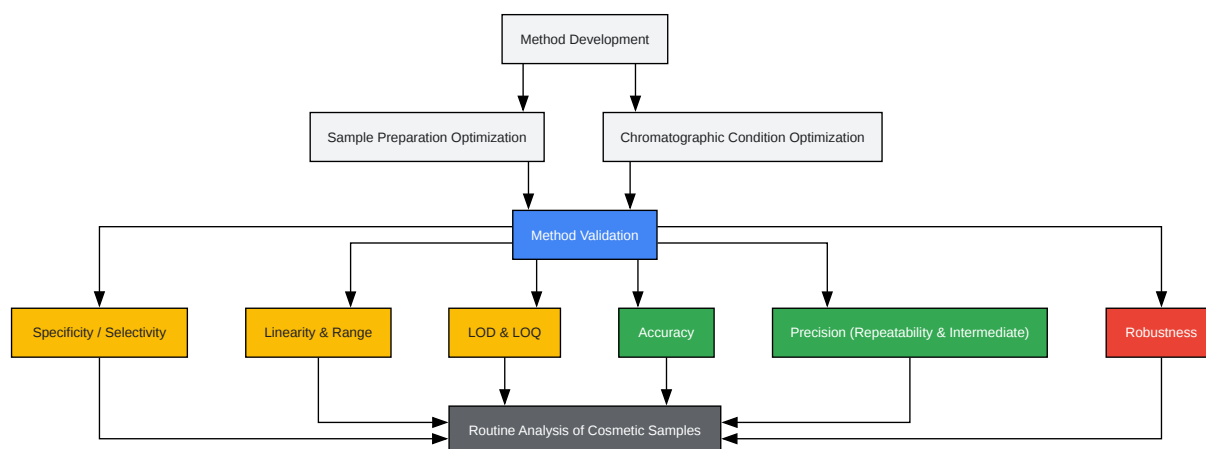 Method Development
Sample Preparation Optimization
Chromatographic Condition Optimization
Method Validation
Specificity / Selectivity
Linearity & Range
LOD & LOQ
Accuracy
Precision (Repeatability & Intermediate)
Robustness
Routine Analysis of Cosmetic Samples